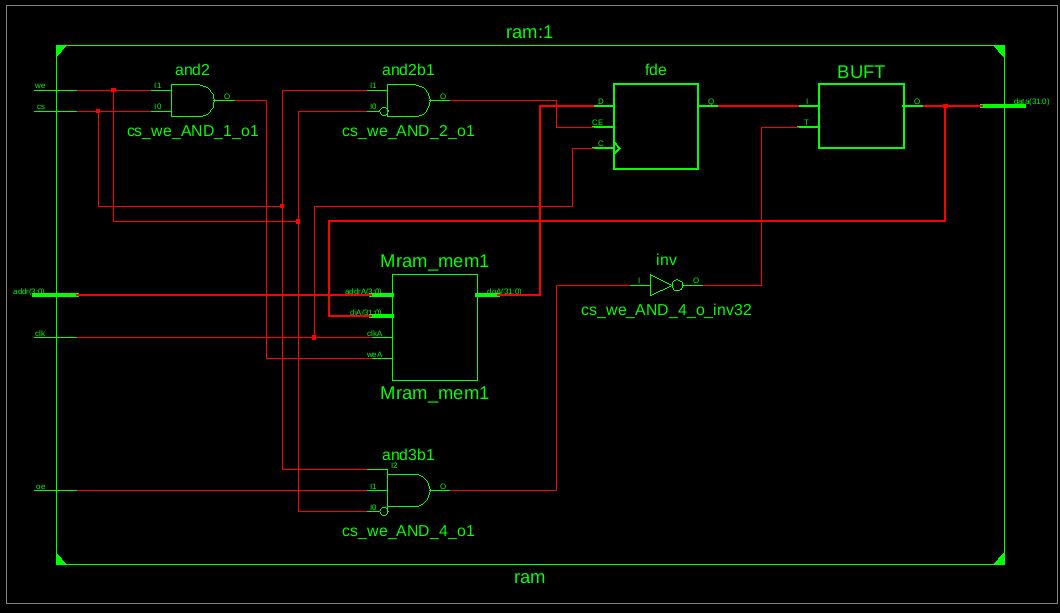 ram:1
and2
and2b1
fde
BUFT
we
I1
O
I1
O
D
Q
I
O
data(31:0)
cs
I0
I0
CE
T
cs_we_AND_1_o1
cs_we_AND_2_o1
C
Mram_mem1
inv
addr(3:0)
addrA(3:0)
doA(31:0)
I
O
diA(31:0)
cs_we_AND_4_o_inv32
clk
clkA
weA
Mram_mem1
and3b1
I2
oe
I1
O
I0
cs_we_AND_4_o1
ram